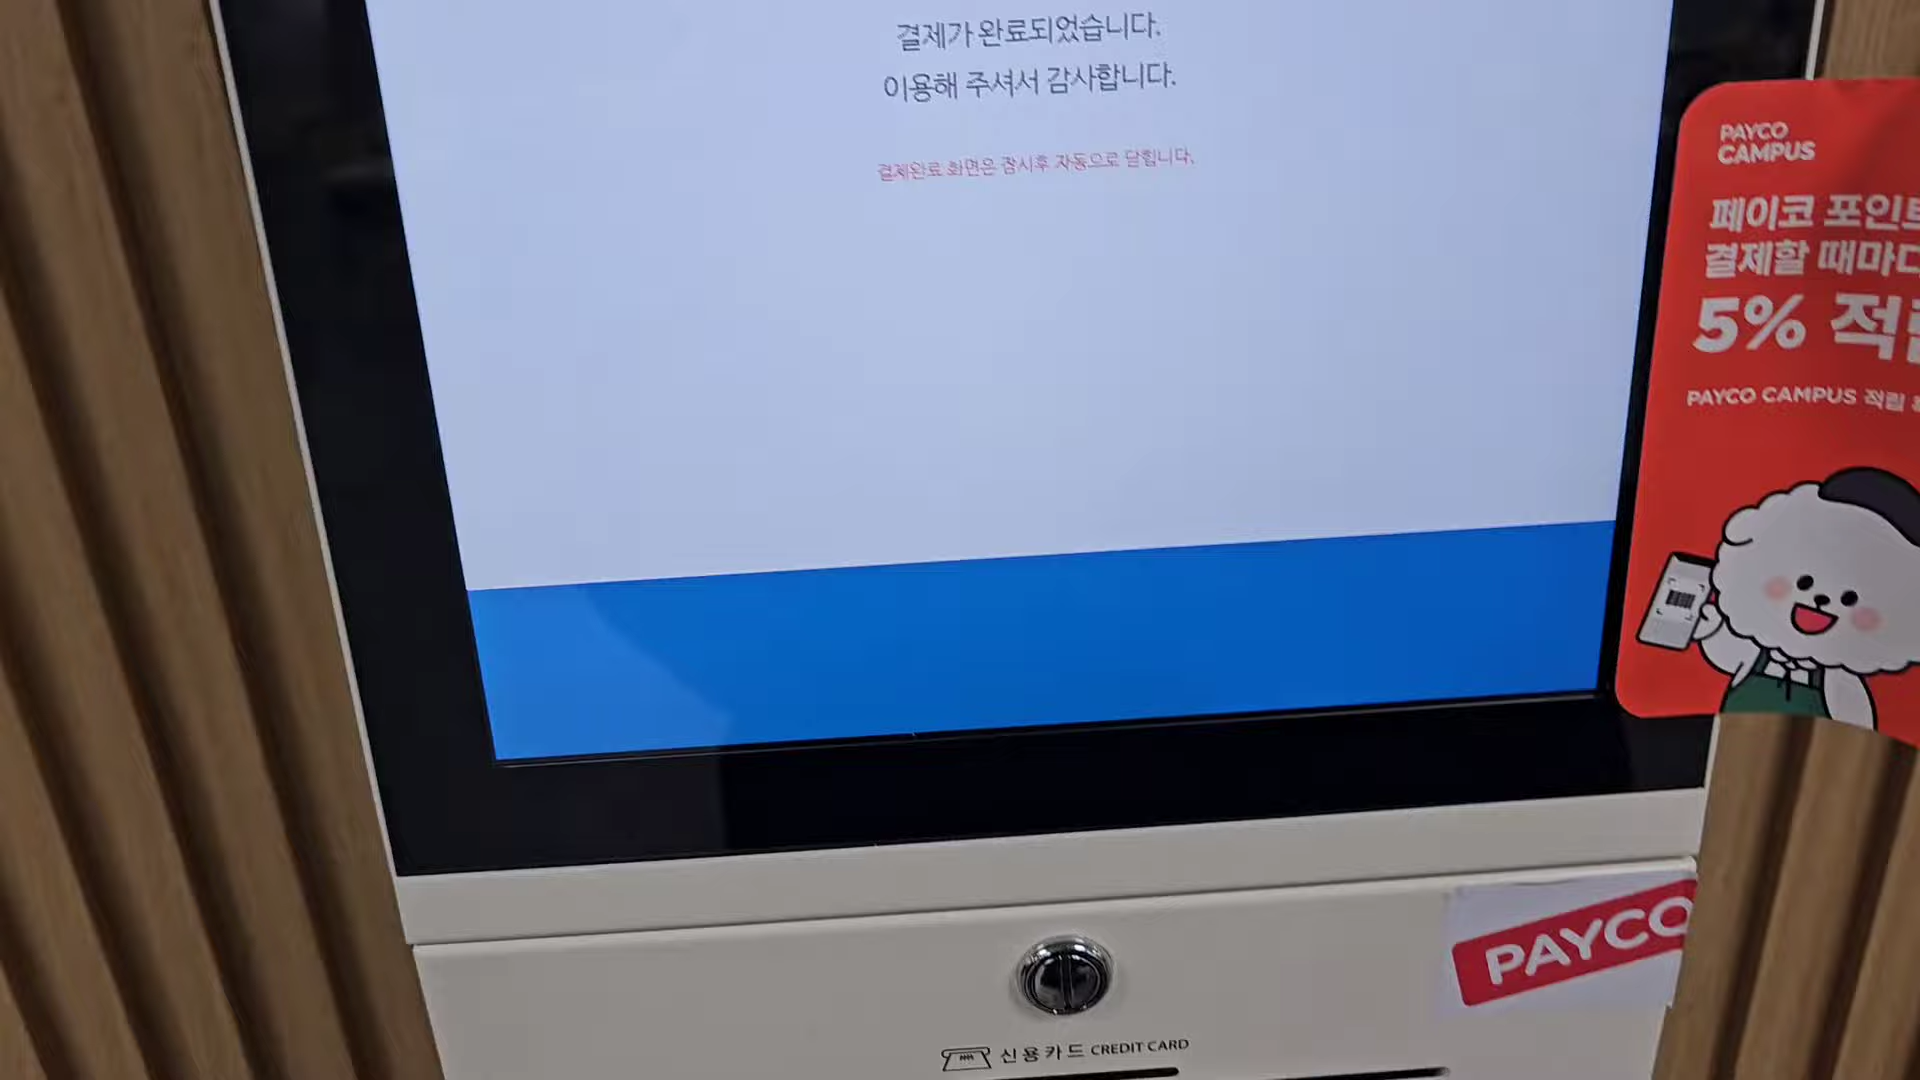 결제가 완료되었습니다.
이용해 주셔서 감사합니다.
결제완료 화면은 잠시후 자동으로 닫힙니다.
PAYCO
CAMPUS
페이코 포인트
결제할 때마다
5% 적립
PAYCO CAMPUS 적립
PAYCO
신용카드 CREDIT CARD